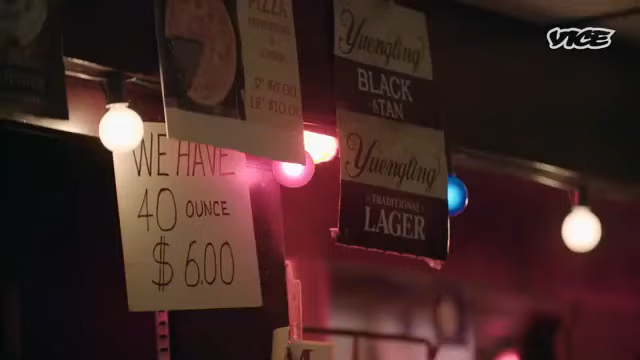 VICE
PIZZA
Yuengling
BLACK
& TAN
Yuengling
TRADITIONAL
LAGER
WE HAVE
40 OUNCE
$ 6.00